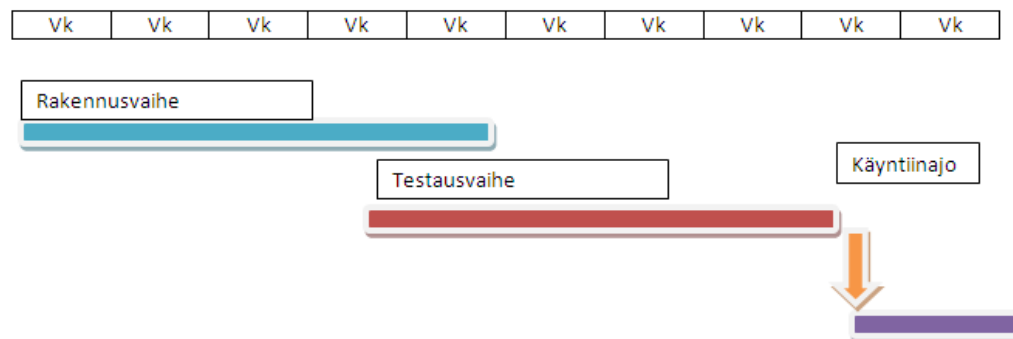 Vk Vk Vk Vk Vk Vk Vk Vk Vk Vk
Rakennusvaihe
Käyntiinajo
Testausvaihe